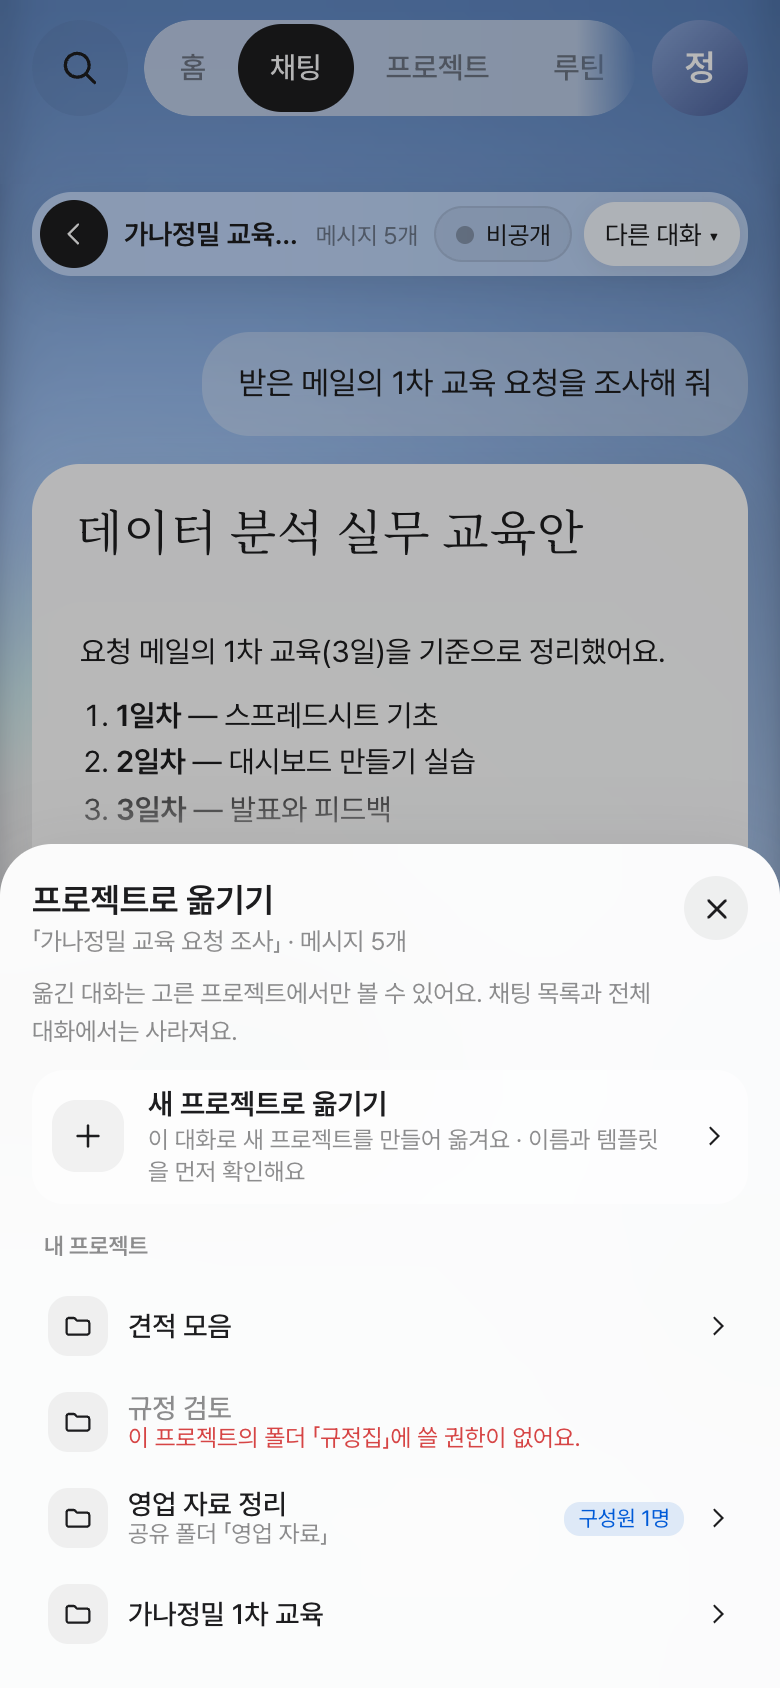 홈
채팅
프로젝트
루틴
정
가나정밀 교육...
메시지 5개
비공개
다른 대화 ▾
받은 메일의 1차 교육 요청을 조사해 줘
데이터 분석 실무 교육안
요청 메일의 1차 교육(3일)을 기준으로 정리했어요.
1. 1일차 — 스프레드시트 기초
2. 2일차 — 대시보드 만들기 실습
3. 3일차 — 발표와 피드백
프로젝트로 옮기기
「가나정밀 교육 요청 조사」 · 메시지 5개
옮긴 대화는 고른 프로젝트에서만 볼 수 있어요. 채팅 목록과 전체
대화에서는 사라져요.
새 프로젝트로 옮기기
이 대화로 새 프로젝트를 만들어 옮겨요 · 이름과 템플릿
을 먼저 확인해요
내 프로젝트
견적 모음
규정 검토
이 프로젝트의 폴더 「규정집」에 쓸 권한이 없어요.
영업 자료 정리
공유 폴더 「영업 자료」
구성원 1명
가나정밀 1차 교육